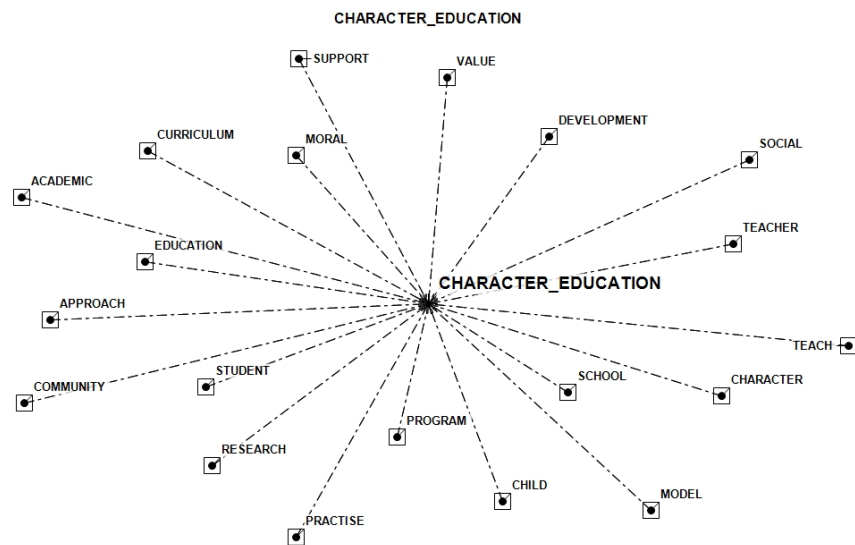 CHARACTER_EDUCATION
SUPPORT
VALUE
DEVELOPMENT
CURRICULUM
MORAL
SOCIAL
ACADEMIC
TEACHER
EDUCATION
CHARACTER_EDUCATION
APPROACH
TEACH
COMMUNITY
STUDENT
SCHOOL
CHARACTER
PROGRAM
RESEARCH
CHILD
MODEL
PRACTISE